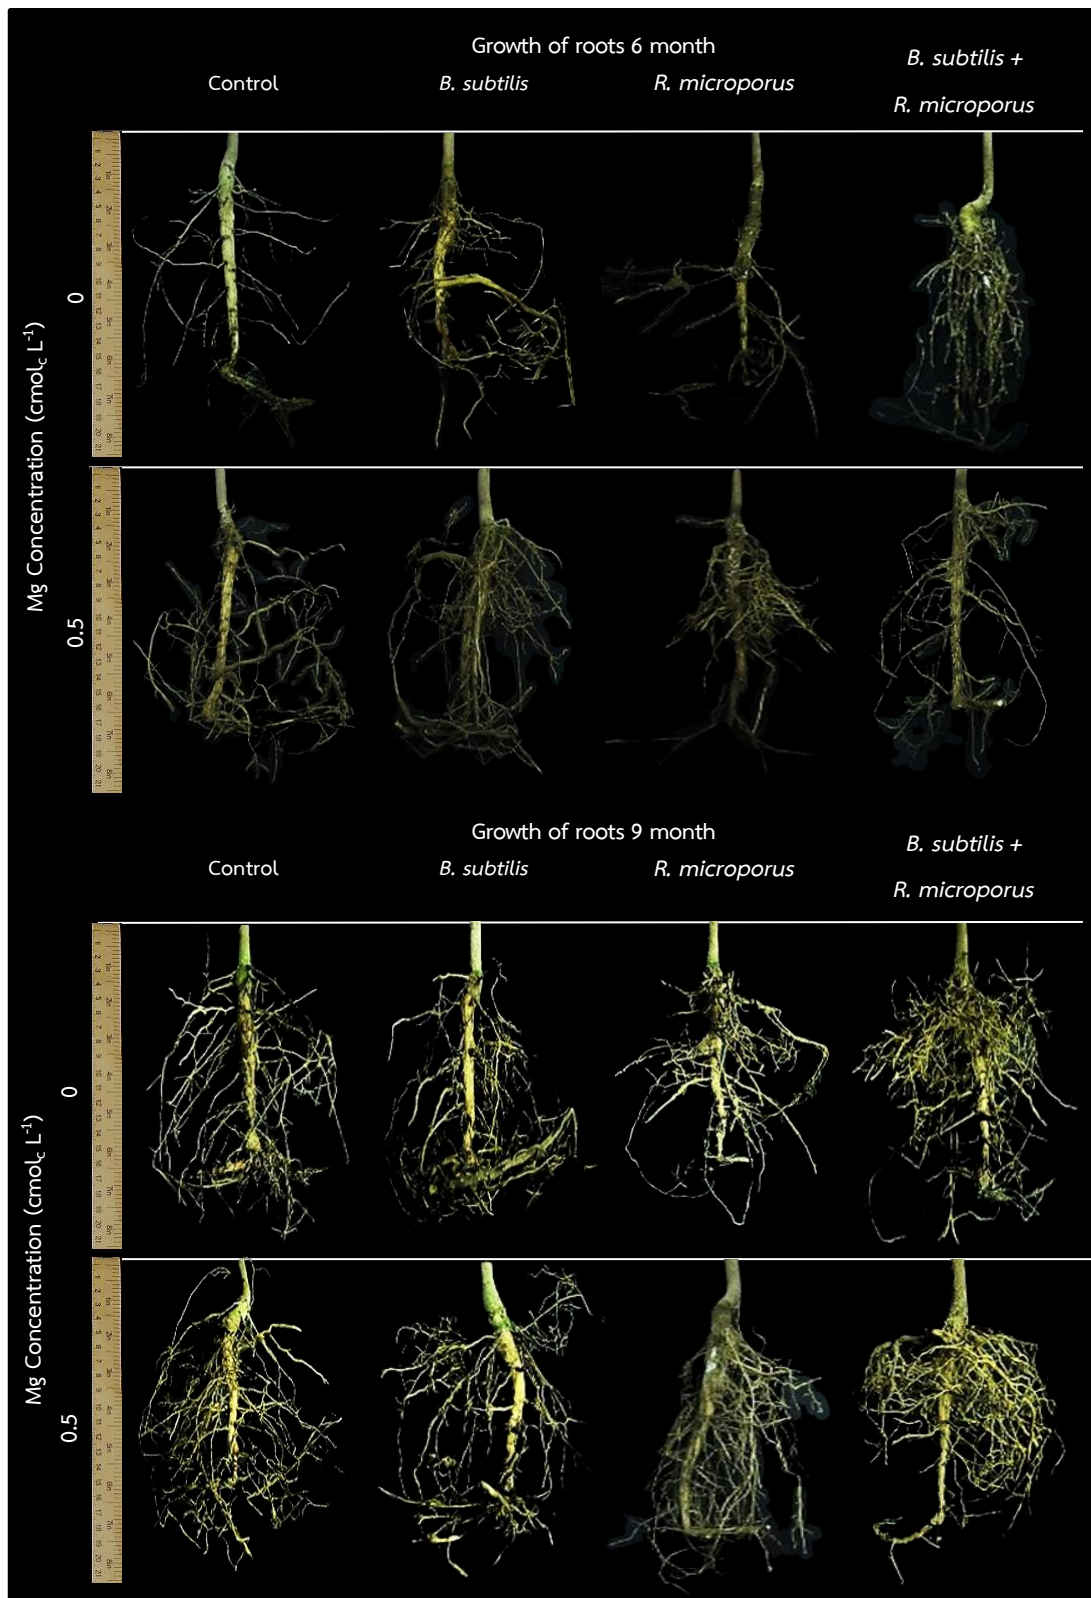 Growth of roots 6 month
Control
B. subtilis
R. microporus
B. subtilis +
R. microporus
Mg Concentration (cmolc L-1)
0
0.5
Growth of roots 9 month
Control
B. subtilis
R. microporus
B. subtilis +
R. microporus
Mg Concentration (cmolc L-1)
0
0.5